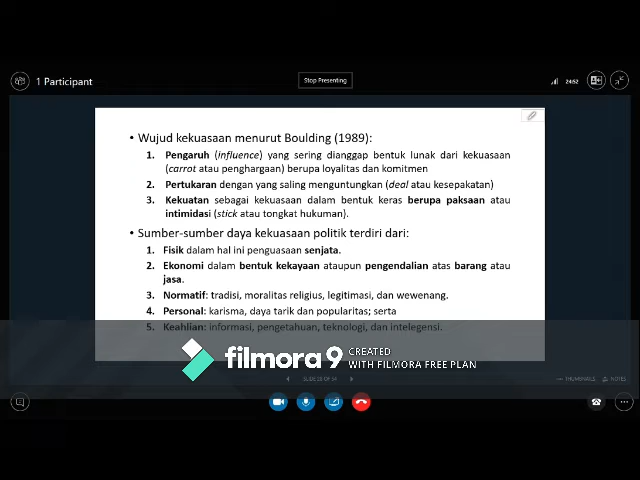 1 Participant
Stop Presenting
24:52
• Wujud kekuasaan menurut Boulding (1989):
1. Pengaruh (influence) yang sering dianggap bentuk lunak dari kekuasaan
(carrot atau penghargaan) berupa loyalitas dan komitmen
2. Pertukaran dengan yang saling menguntungkan (deal atau kesepakatan)
3. Kekuatan sebagai kekuasaan dalam bentuk keras berupa paksaan atau
intimidasi (stick atau tongkat hukuman).
• Sumber-sumber daya kekuasaan politik terdiri dari:
1. Fisik dalam hal ini penguasaan senjata.
2. Ekonomi dalam bentuk kekayaan ataupun pengendalian atas barang atau
jasa.
3. Normatif: tradisi, moralitas religius, legitimasi, dan wewenang.
4. Personal: karisma, daya tarik dan popularitas; serta
5. Keahlian: informasi, pengetahuan, teknologi, dan intelegensi.
filmora 9 CREATED
WITH FILMORA FREE PLAN
THUMBNAILS
NOTES